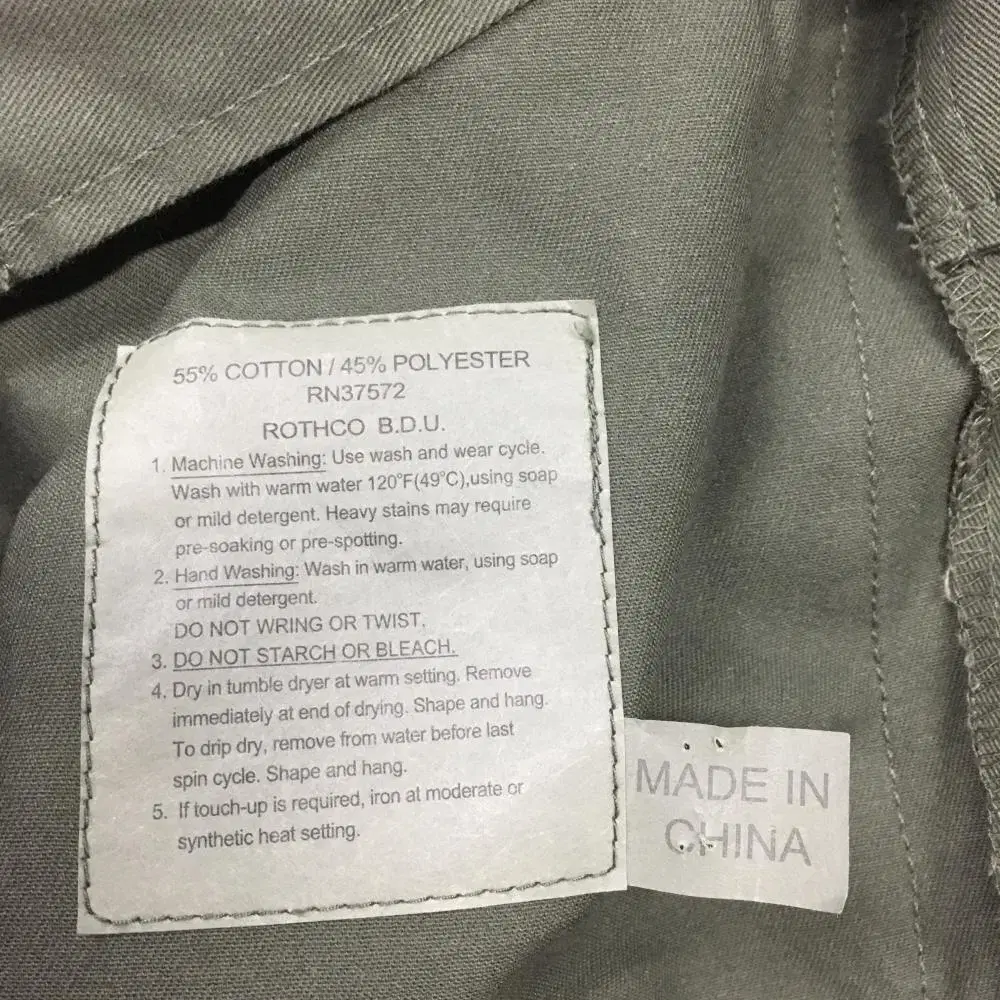 55% COTTON / 45% POLYESTER
RN37572
ROTHCO B.D.U.
1. Machine Washing: Use wash and wear cycle.
Wash with warm water 120°F(49°C),using soap
or mild detergent. Heavy stains may require
pre-soaking or pre-spotting.
2. Hand Washing: Wash in warm water, using soap
or mild detergent.
DO NOT WRING OR TWIST.
3. DO NOT STARCH OR BLEACH.
4. Dry in tumble dryer at warm setting. Remove
immediately at end of drying. Shape and hang.
To drip dry, remove from water before last
spin cycle. Shape and hang.
5. If touch-up is required, iron at moderate or
synthetic heat setting.
MADE IN
CHINA